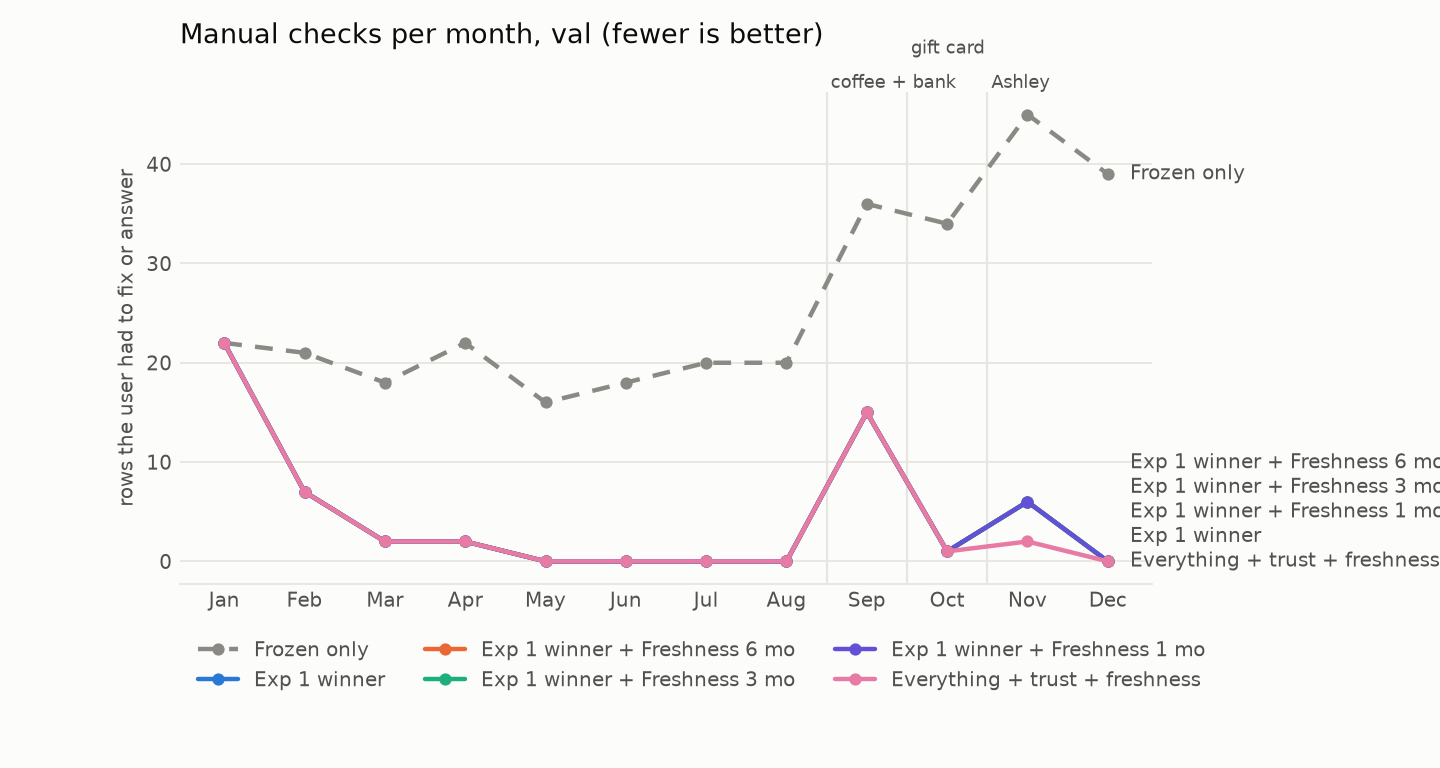 Manual checks per month, val (fewer is better)
gift card
coffee + bank
Ashley
rows the user had to fix or answer
40
30
20
10
0
Frozen only
Exp 1 winner + Freshness 6 mo
Exp 1 winner + Freshness 3 mo
Exp 1 winner + Freshness 1 mo
Exp 1 winner
Everything + trust + freshness
Jan Feb Mar Apr May Jun Jul Aug Sep Oct Nov Dec
Frozen only
Exp 1 winner + Freshness 6 mo
Exp 1 winner + Freshness 1 mo
Exp 1 winner
Exp 1 winner + Freshness 3 mo
Everything + trust + freshness